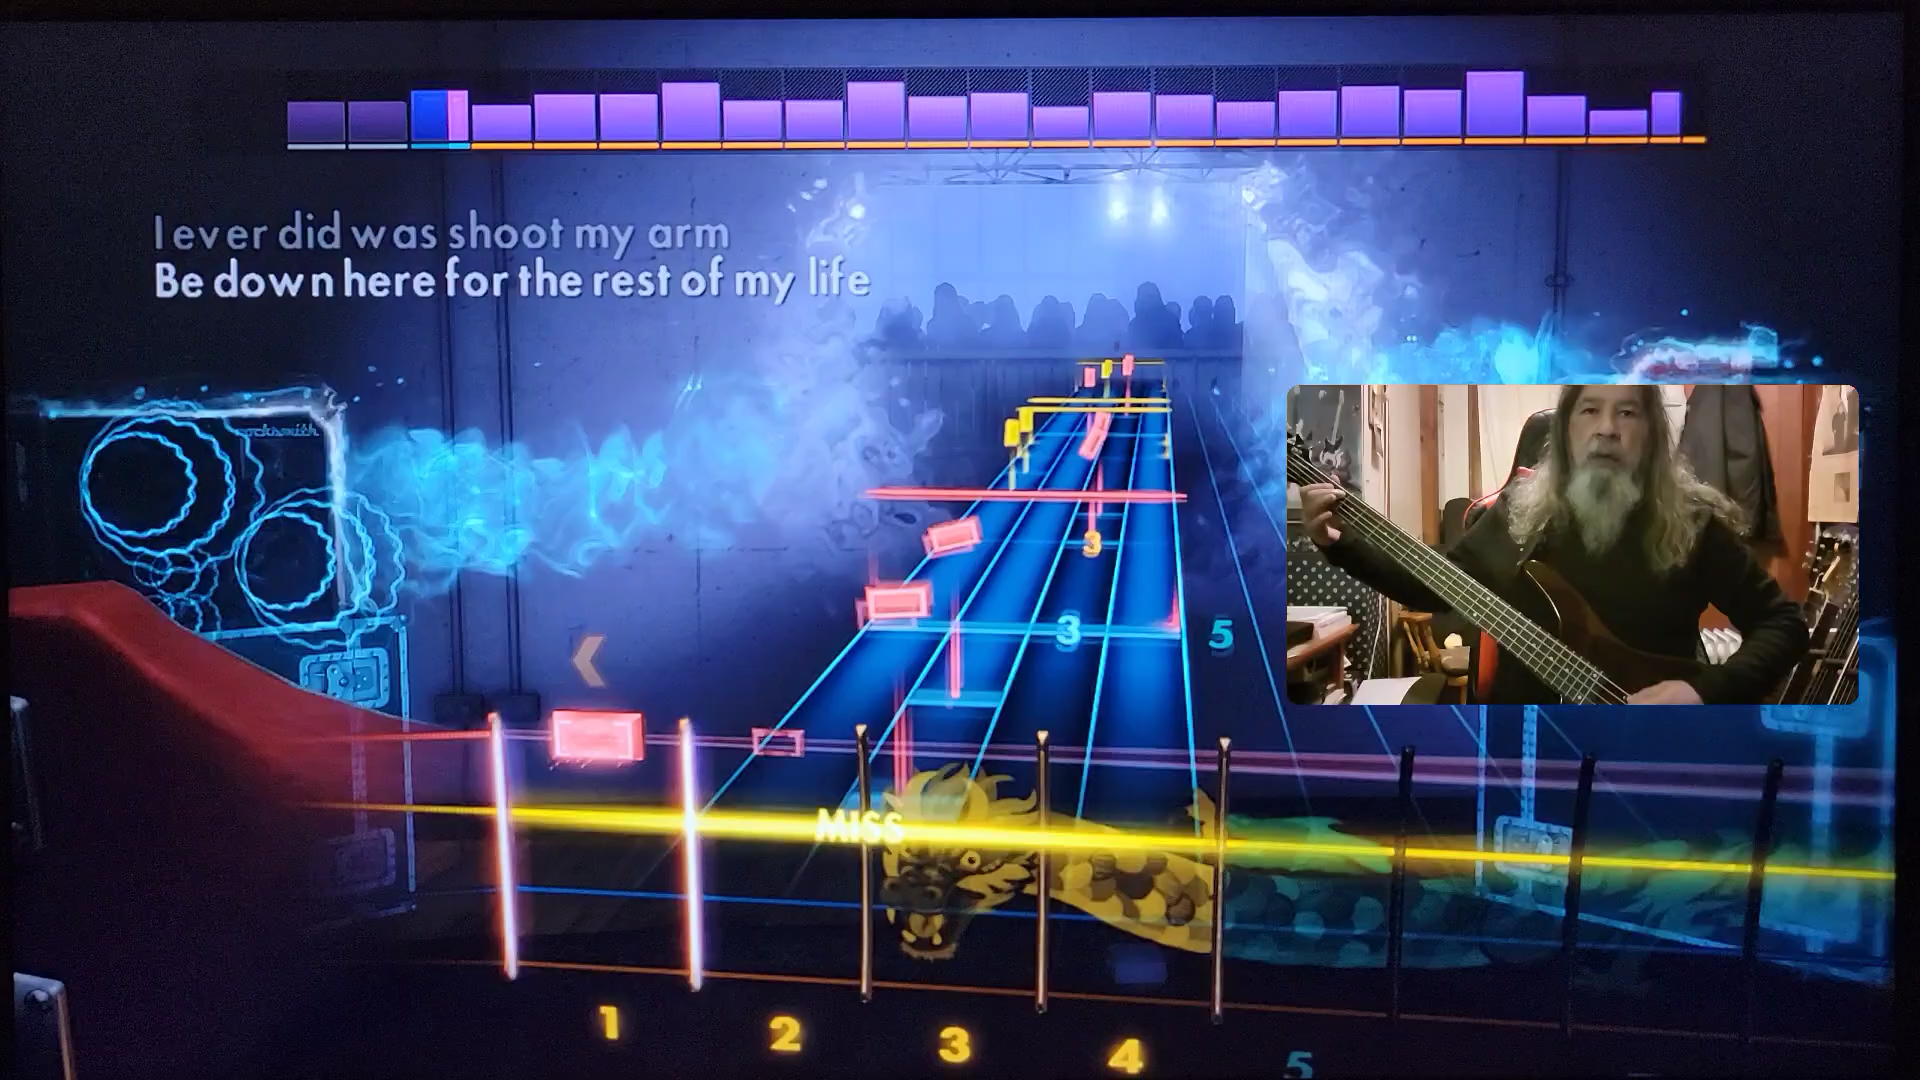 I ever did was shoot my arm
Be down here for the rest of my life
rocksmith
3
3
5
MISS
1
2
3
4
5